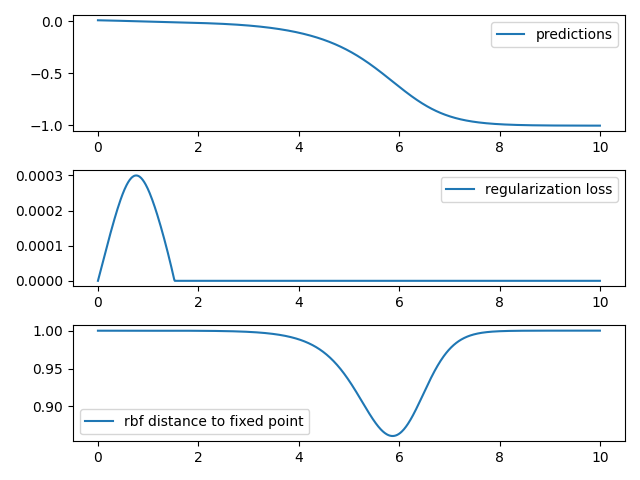 0.0
−0.5
−1.0
predictions
0 2 4 6 8 10
0.0003
0.0002
0.0001
0.0000
regularization loss
0 2 4 6 8 10
1.00
0.95
0.90
rbf distance to fixed point
0 2 4 6 8 10